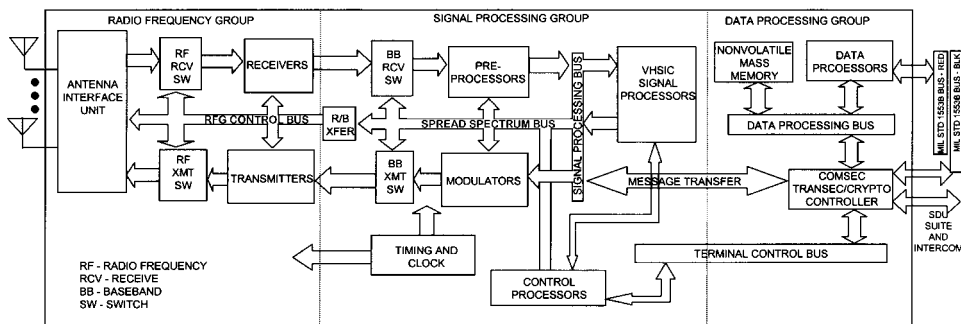 RADIO FREQUENCY GROUP
SIGNAL PROCESSING GROUP
DATA PROCESSING GROUP
ANTENNA
INTERFACE
UNIT
RF
RCV
SW
RECEIVERS
BB
RCV
SW
PRE-
PROCESSORS
SIGNAL PROCESSING BUS
VHSIC
SIGNAL
PROCESSORS
NONVOLATILE
MASS
MEMORY
DATA
PROCESSORS
MIL STD 1553B BUS - RED
MIL STD 1553B BUS - BLK
RFG CONTROL BUS
R/B
XFER
SPREAD SPECTRUM BUS
DATA PROCESSING BUS
RF
XMT
SW
TRANSMITTERS
BB
XMT
SW
MODULATORS
MESSAGE TRANSFER
COMSEC
TRANSEC/CRYPTO
CONTROLLER
SDU
SUITE
AND
INTERCOM
TIMING AND
CLOCK
TERMINAL CONTROL BUS
CONTROL
PROCESSORS
RF - RADIO FREQUENCY
RCV - RECEIVE
BB - BASEBAND
SW - SWITCH